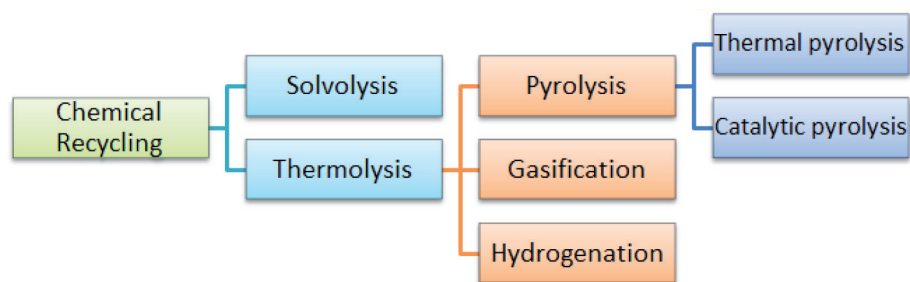 Chemical
Recycling
Solvolysis
Thermolysis
Pyrolysis
Gasification
Hydrogenation
Thermal pyrolysis
Catalytic pyrolysis